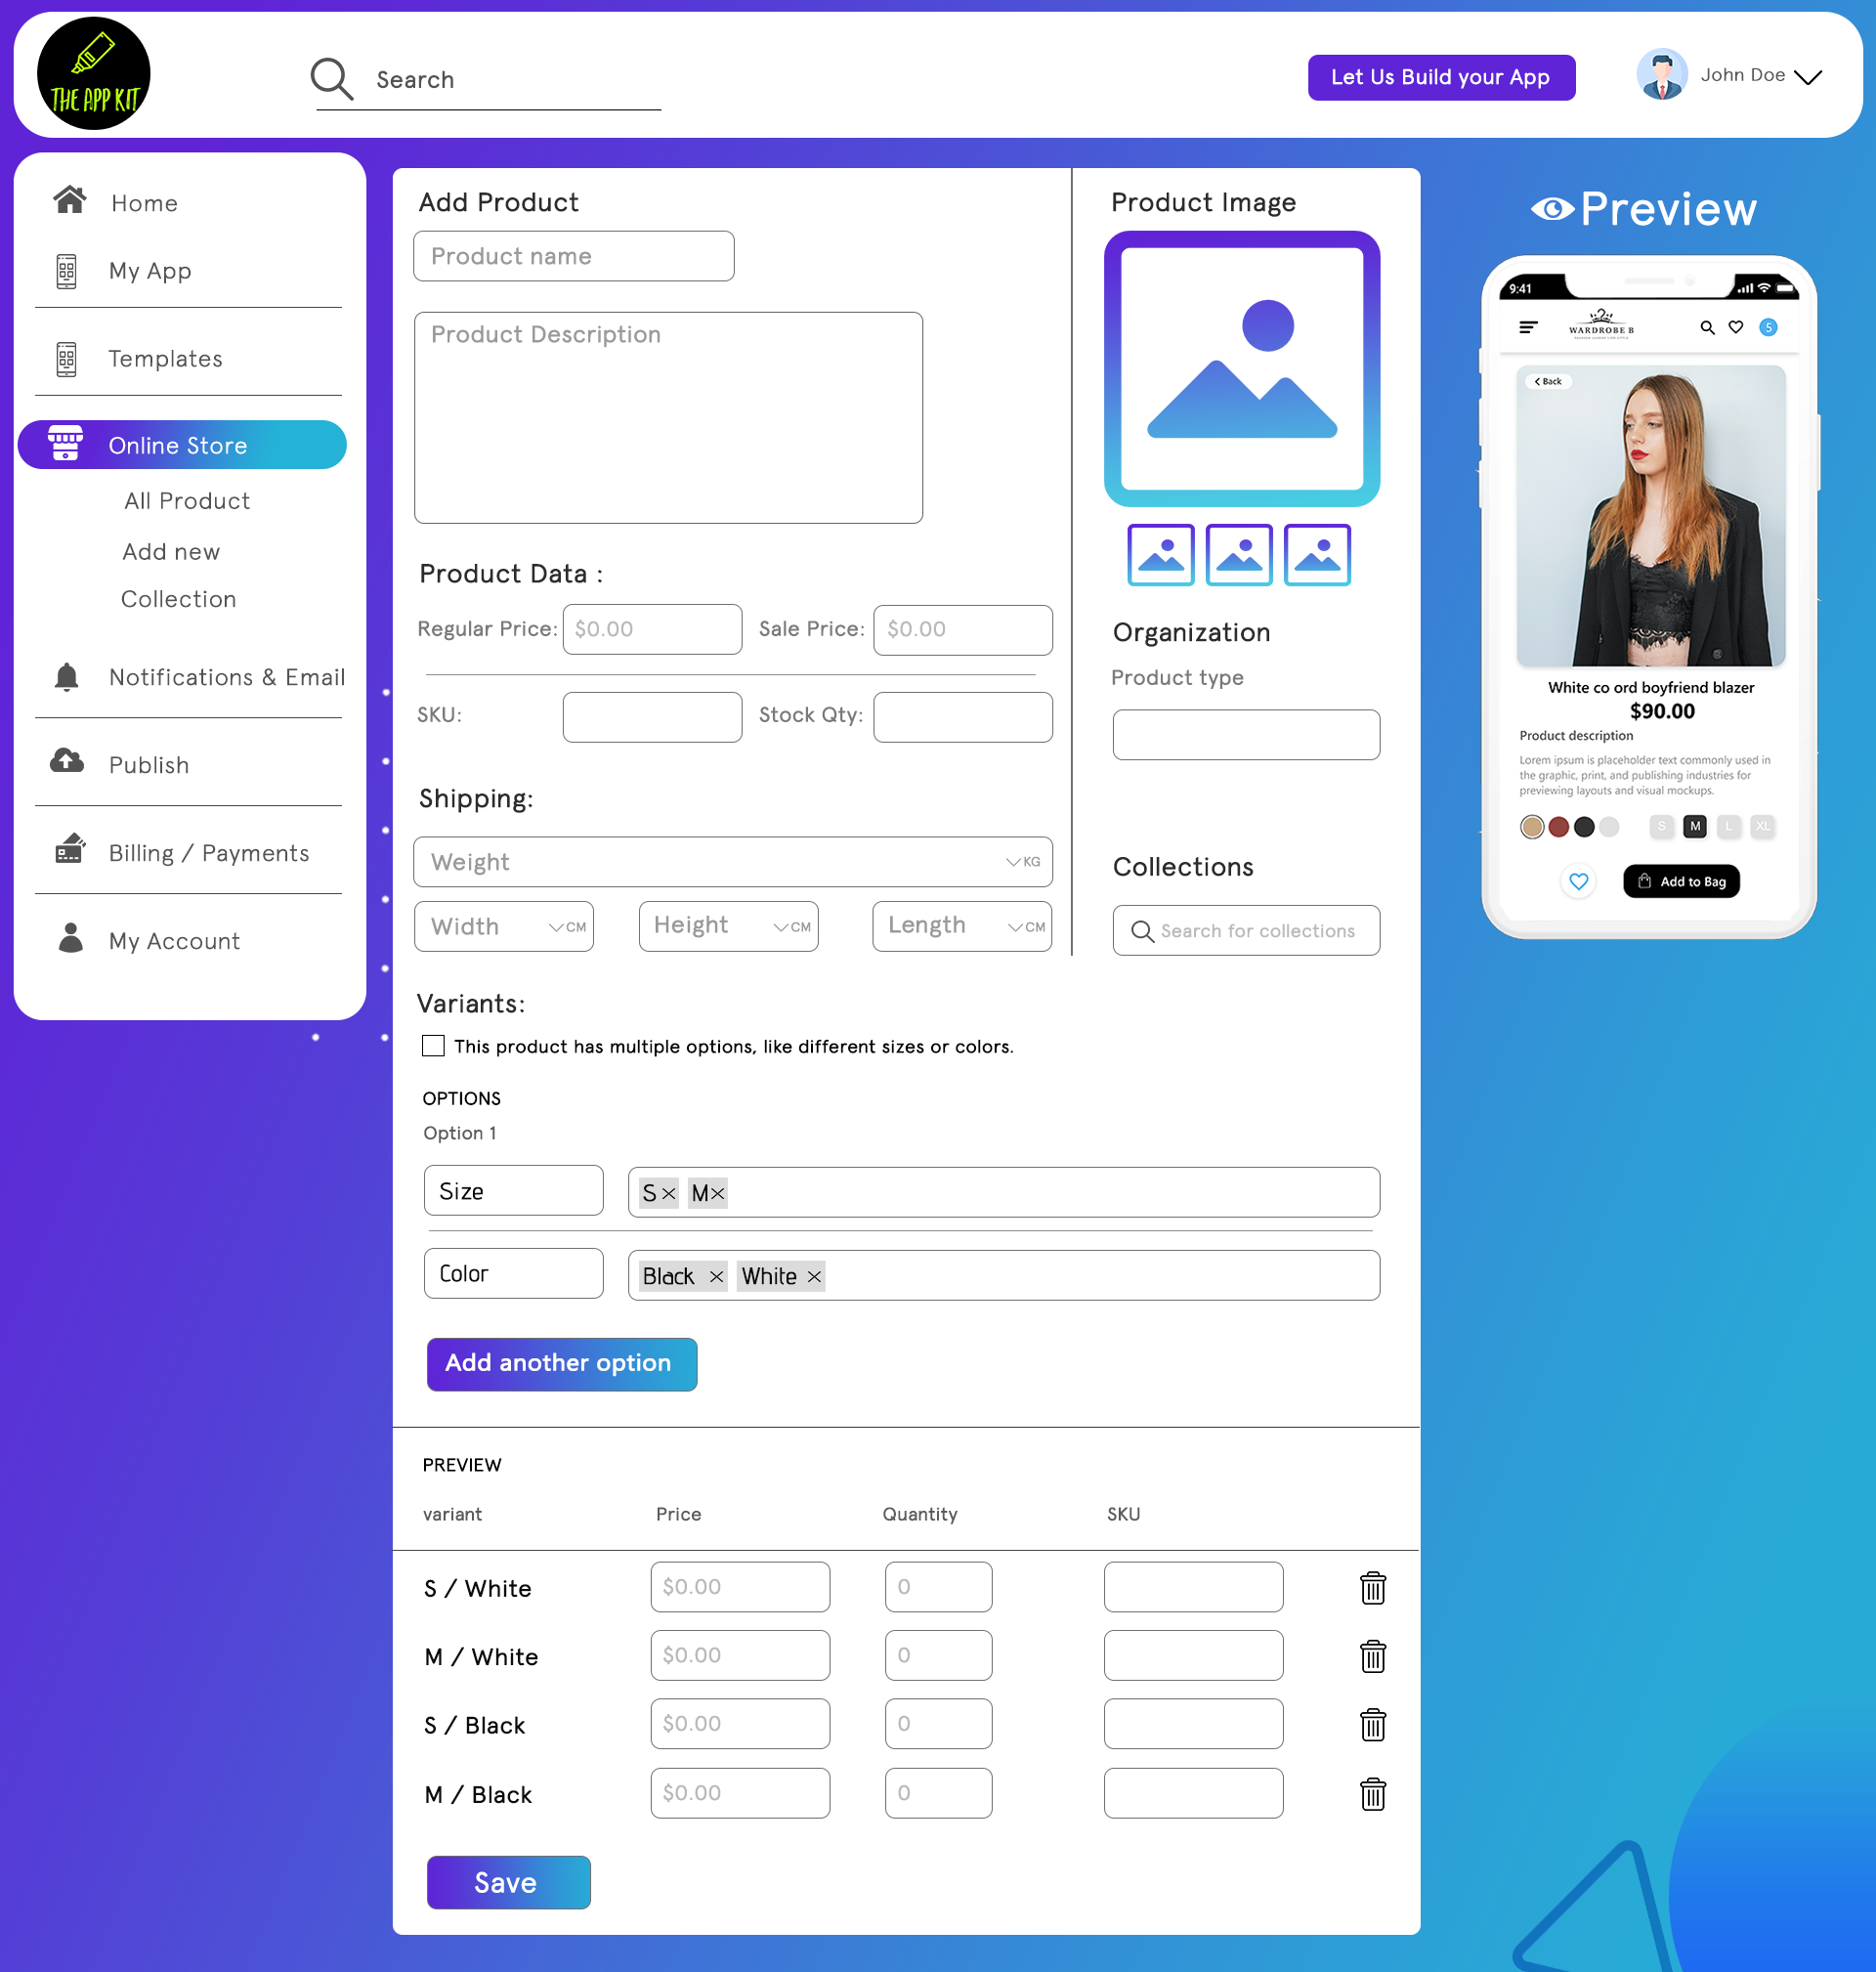 THE APP KIT
Search
Let Us Build your App
John Doe
Home
My App
Templates
Online Store
All Product
Add new
Collection
Notifications & Email
Publish
Billing / Payments
My Account
Add Product
Product name
Product Description
Product Data :
Regular Price: $0.00 Sale Price: $0.00
SKU: Stock Qty:
Shipping:
Weight KG
Width CM Height CM Length CM
Product Image
Organization
Product type
Collections
Search for collections
Variants:
This product has multiple options, like different sizes or colors.
OPTIONS
Option 1
Size S M
Color Black White
Add another option
PREVIEW
variant Price Quantity SKU
S / White $0.00 0
M / White $0.00 0
S / Black $0.00 0
M / Black $0.00 0
Save
Preview
9:41
WARDROBE B
5
Back
White co ord boyfriend blazer
$90.00
Product description
Lorem ipsum is placeholder text commonly used in
the graphic, print, and publishing industries for
previewing layouts and visual mockups.
S M L XL
Add to Bag